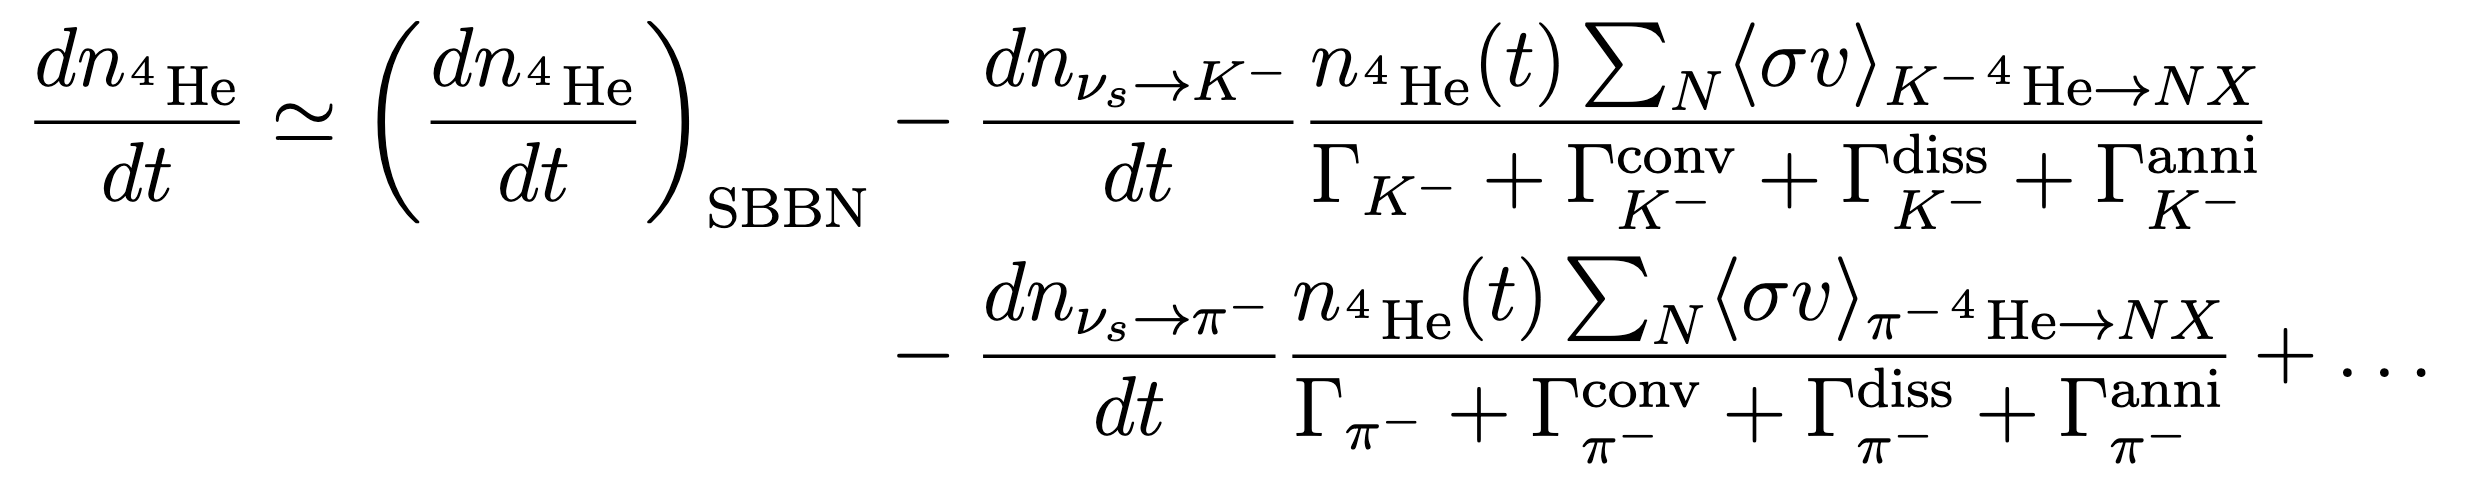 \frac{dn_{^4\mathrm{He}}}{dt} \simeq \left(\frac{dn_{^4\mathrm{He}}}{dt}\right)_{\mathrm{SBBN}} - \frac{dn_{\nu_s \to K^-}}{dt} \frac{n_{^4\mathrm{He}}(t) \sum_N \langle\sigma v\rangle_{K^- {}^4\mathrm{He} \to NX}}{\Gamma_{K^-} + \Gamma_{K^-}^{\mathrm{conv}} + \Gamma_{K^-}^{\mathrm{diss}} + \Gamma_{K^-}^{\mathrm{anni}}}
- \frac{dn_{\nu_s \to \pi^-}}{dt} \frac{n_{^4\mathrm{He}}(t) \sum_N \langle\sigma v\rangle_{\pi^- {}^4\mathrm{He} \to NX}}{\Gamma_{\pi^-} + \Gamma_{\pi^-}^{\mathrm{conv}} + \Gamma_{\pi^-}^{\mathrm{diss}} + \Gamma_{\pi^-}^{\mathrm{anni}}} + \ldots